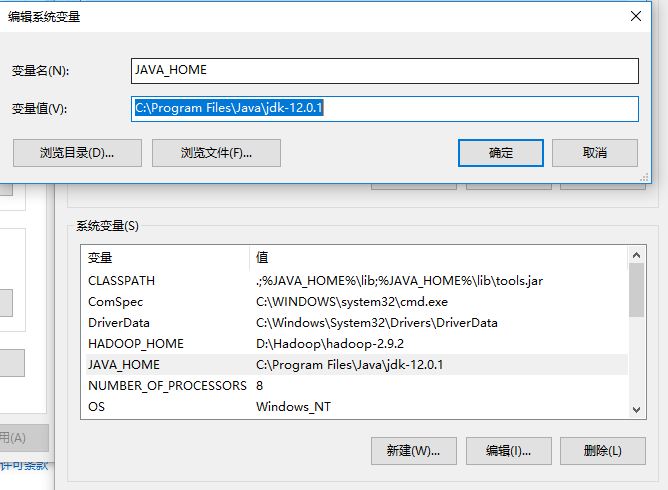 编辑系统变量
变量名(N):
JAVA_HOME
变量值(V):
C:\Program Files\Java\jdk-12.0.1
浏览目录(D)...
浏览文件(F)...
确定
取消
系统变量(S)
变量 值
CLASSPATH .;%JAVA_HOME%\lib;%JAVA_HOME%\lib\tools.jar
ComSpec C:\WINDOWS\system32\cmd.exe
DriverData C:\Windows\System32\Drivers\DriverData
HADOOP_HOME D:\Hadoop\hadoop-2.9.2
JAVA_HOME C:\Program Files\Java\jdk-12.0.1
NUMBER_OF_PROCESSORS 8
OS Windows_NT
用(A)
许可条款
新建(W)...
编辑(I)...
删除(L)